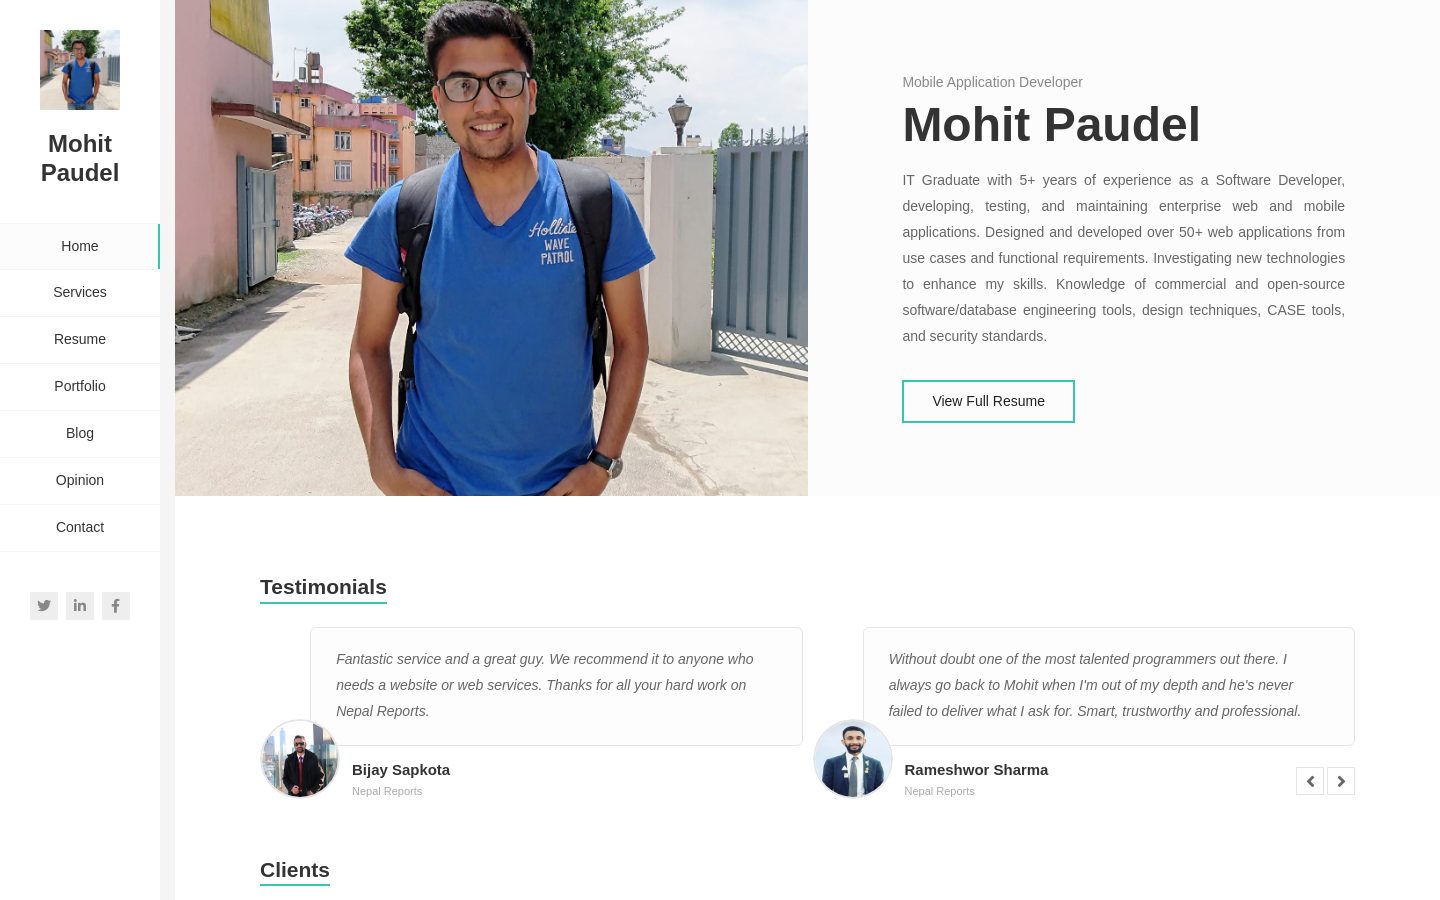 Mohit
Paudel
Home
Services
Resume
Portfolio
Blog
Opinion
Contact
Hollister
WAVE
PATROL
Mobile Application Developer
Mohit Paudel
IT Graduate with 5+ years of experience as a Software Developer,
developing, testing, and maintaining enterprise web and mobile
applications. Designed and developed over 50+ web applications from
use cases and functional requirements. Investigating new technologies
to enhance my skills. Knowledge of commercial and open-source
software/database engineering tools, design techniques, CASE tools,
and security standards.
View Full Resume
Testimonials
Fantastic service and a great guy. We recommend it to anyone who
needs a website or web services. Thanks for all your hard work on
Nepal Reports.
Bijay Sapkota
Nepal Reports
Without doubt one of the most talented programmers out there. I
always go back to Mohit when I'm out of my depth and he's never
failed to deliver what I ask for. Smart, trustworthy and professional.
Rameshwor Sharma
Nepal Reports
Clients